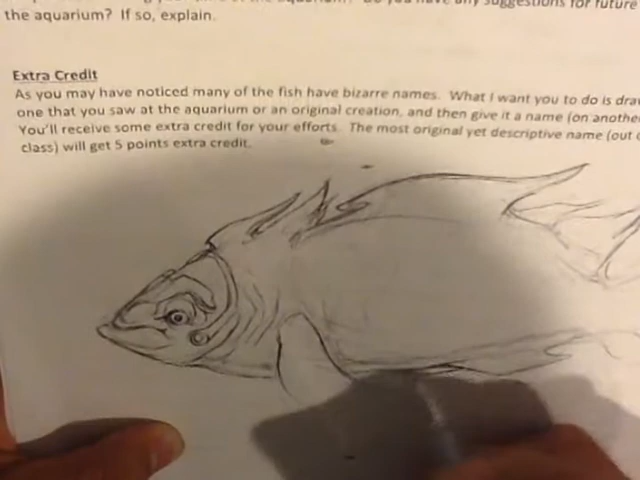 suggestions for future
the aquarium? If so, explain.
Extra Credit
As you may have noticed many of the fish have bizarre names. What I want you to do is
one that you saw at the aquarium or an original creation, and then give it a name (on
You'll receive some extra credit for your efforts. The most original yet descriptive name (out
class) will get 5 points extra credit.